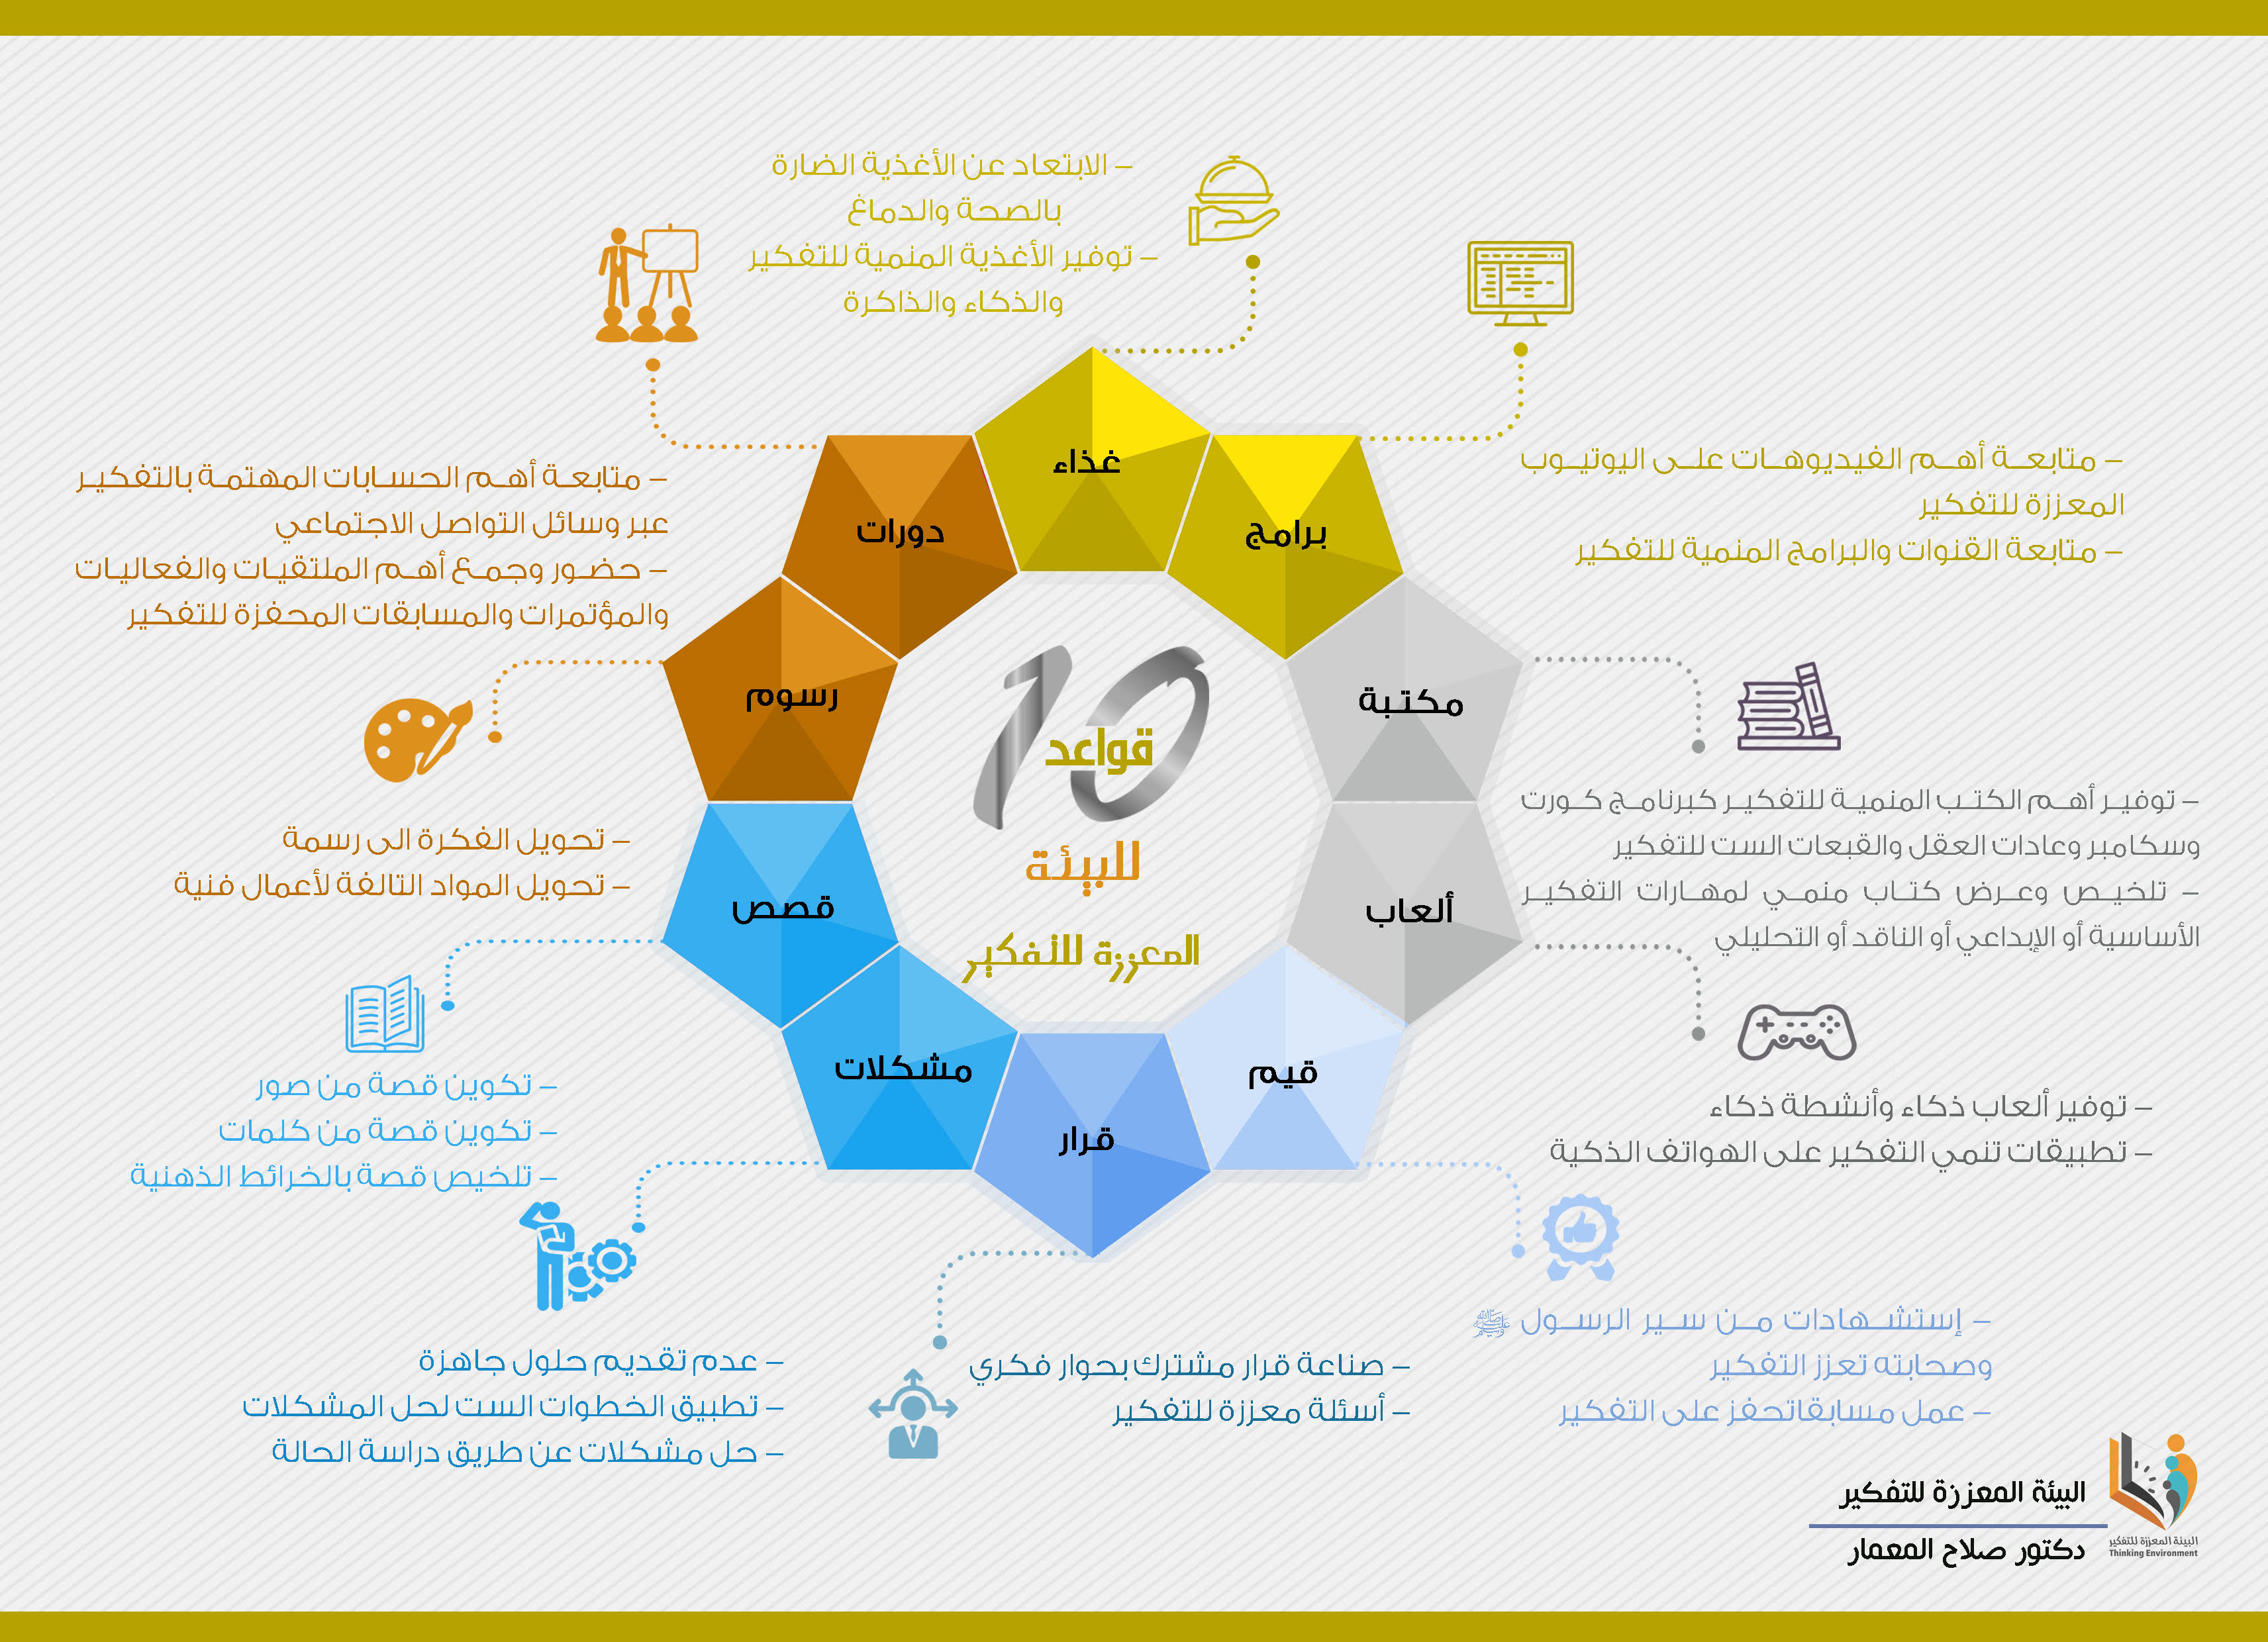 10
قواعد
للبيئة
المعززة للتفكير
غذاء
– الابتعاد عن الأغذية الضارة
بالصحة والدماغ
– توفير الأغذية المنمية للتفكير
والذكاء والذاكرة
برامج
– متابعة أهم الفيديوهات على اليوتيوب
المعززة للتفكير
– متابعة القنوات والبرامج المنمية للتفكير
مكتبة
– توفير أهم الكتب المنمية للتفكير كبرنامج كورت
وسكامبر وعادات العقل والقبعات الست للتفكير
– تلخيص وعرض كتاب منمي لمهارات التفكير
الأساسية أو الإبداعي أو الناقد أو التحليلي
ألعاب
– توفير ألعاب ذكاء وأنشطة ذكاء
– تطبيقات تنمي التفكير على الهواتف الذكية
قيم
– إستشهادات من سير الرسول ﷺ
وصحابته تعزز التفكير
– عمل مسابقاتحفز على التفكير
قرار
– صناعة قرار مشترك بحوار فكري
– أسئلة معززة للتفكير
مشكلات
– عدم تقديم حلول جاهزة
– تطبيق الخطوات الست لحل المشكلات
– حل مشكلات عن طريق دراسة الحالة
قصص
– تكوين قصة من صور
– تكوين قصة من كلمات
– تلخيص قصة بالخرائط الذهنية
رسوم
– تحويل الفكرة الى رسمة
– تحويل المواد التالفة لأعمال فنية
دورات
– متابعة أهم الحسابات المهتمة بالتفكير
عبر وسائل التواصل الاجتماعي
– حضور وجمع أهم الملتقيات والفعاليات
والمؤتمرات والمسابقات المحفزة للتفكير
البيئة المعززة للتفكير
دكتور صلاح المعمار
البيئة المعززة للتفكير
Thinking Environment